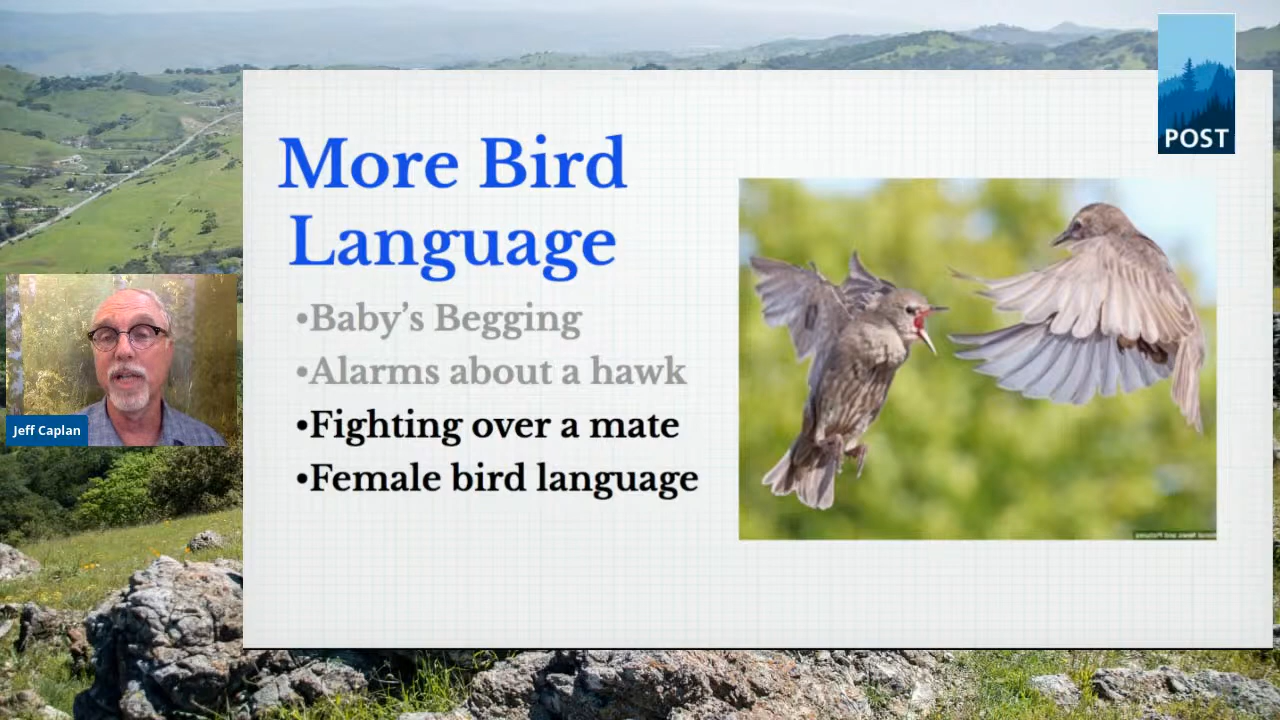 POST
More Bird
Language
•Baby's Begging
•Alarms about a hawk
•Fighting over a mate
•Female bird language
Jeff Caplan